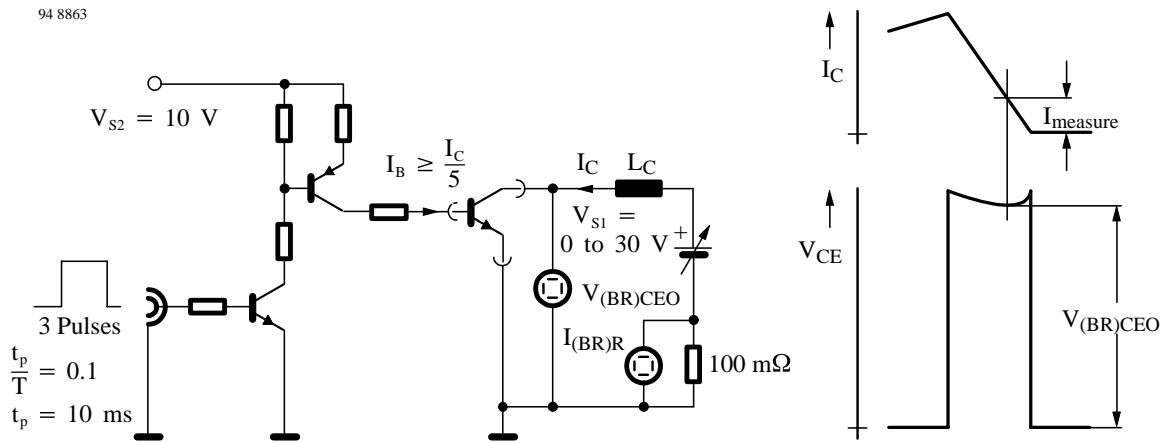 94 8863
V_S2 = 10 V
I_B ≥ I_C/5
I_C
L_C
V_S1 =
0 to 30 V
+
V_(BR)CEO
I_(BR)R
100 mΩ
3 Pulses
t_p/T = 0.1
t_p = 10 ms
I_C
I_measure
V_CE
V_(BR)CEO